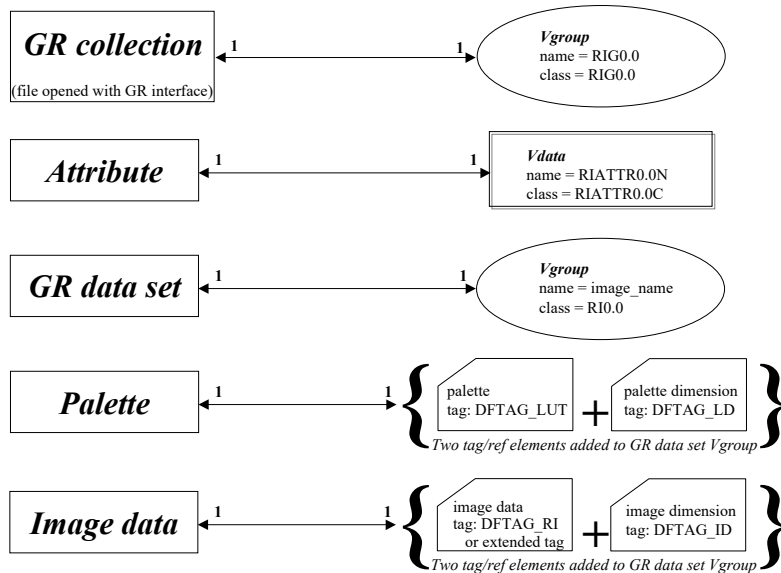 GR collection
(file opened with GR interface)
1
1
Vgroup
name = RIG0.0
class = RIG0.0
Attribute
1
1
Vdata
name = RIATTR0.0N
class = RIATTR0.0C
GR data set
1
1
Vgroup
name = image_name
class = RI0.0
Palette
1
1
{
palette
tag: DFTAG_LUT
+
palette dimension
tag: DFTAG_LD
}
Two tag/ref elements added to GR data set Vgroup
Image data
1
1
{
image data
tag: DFTAG_RI
or extended tag
+
image dimension
tag: DFTAG_ID
}
Two tag/ref elements added to GR data set Vgroup